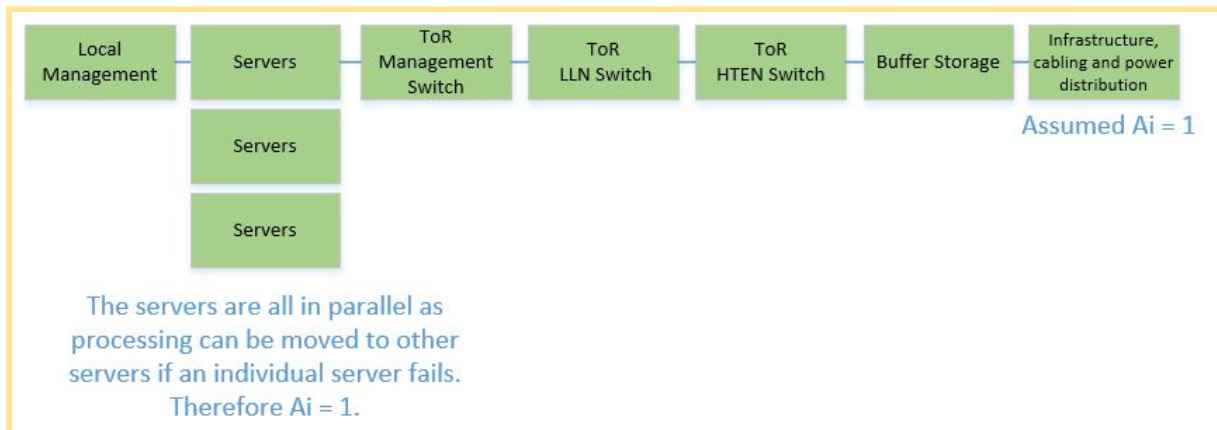 Local
Management
Servers
ToR
Management
Switch
ToR
LLN Switch
ToR
HTEN Switch
Buffer Storage
Infrastructure,
cabling and power
distribution
Assumed Ai = 1
Servers
Servers
The servers are all in parallel as
processing can be moved to other
servers if an individual server fails.
Therefore Ai = 1.